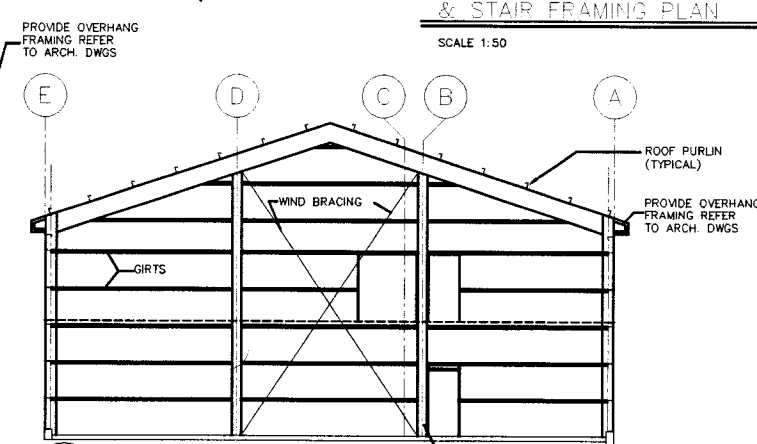 & STAIR FRAMING PLAN
SCALE 1:50
PROVIDE OVERHANG
FRAMING REFER
TO ARCH. DWGS
E
D
C
B
A
ROOF PURLIN
(TYPICAL)
WIND BRACING
PROVIDE OVERHANG
FRAMING REFER
TO ARCH. DWGS
GIRTS